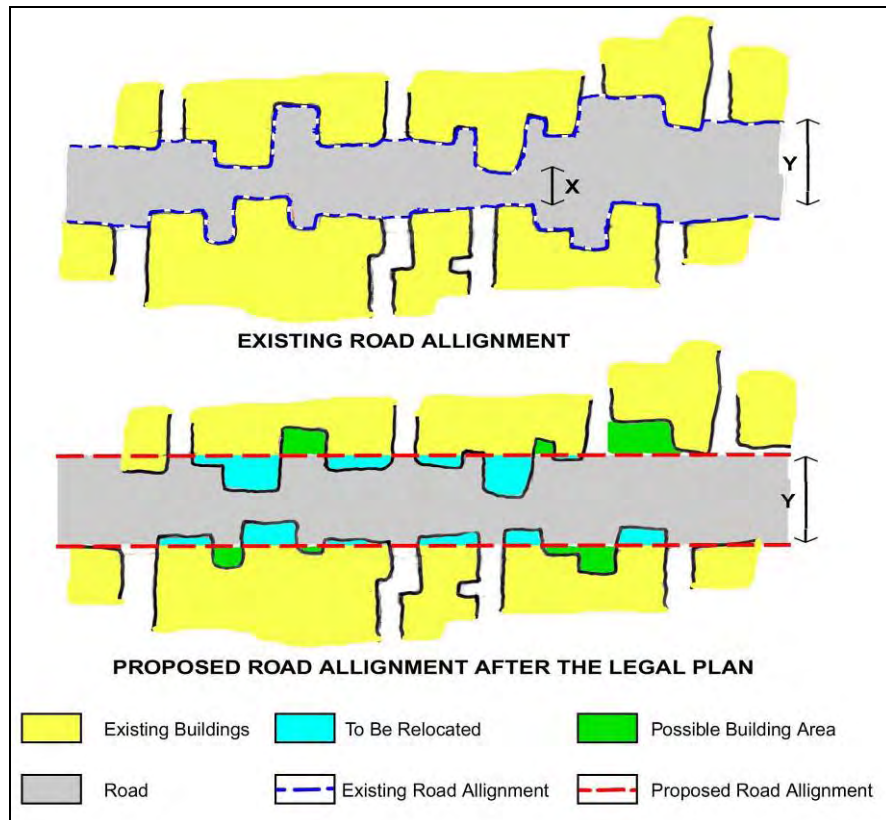 Y
X
EXISTING ROAD ALLIGNMENT
Y
PROPOSED ROAD ALLIGNMENT AFTER THE LEGAL PLAN
Existing Buildings
To Be Relocated
Possible Building Area
Road
Existing Road Allignment
Proposed Road Allignment